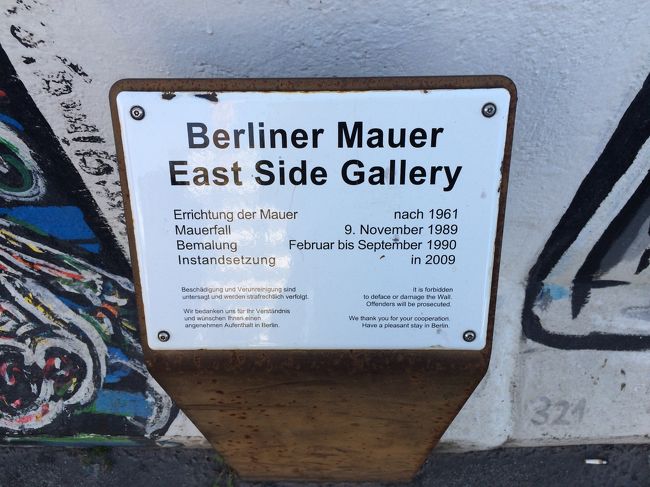 Berliner Mauer
East Side Gallery
Errichtung der Mauer nach 1961
Mauerfall 9. November 1989
Bemalung Februar bis September 1990
Instandsetzung in 2009
Beschädigung und Verunreinigung sind
untersagt und werden strafrechtlich verfolgt.
Wir bedanken uns für Ihr Verständnis
und wünschen Ihnen einen
angenehmen Aufenthalt in Berlin.
it is forbidden
to deface or damage the Wall.
Offenders will be prosecuted.
We thank you for your cooperation.
Have a pleasant stay in Berlin.
321